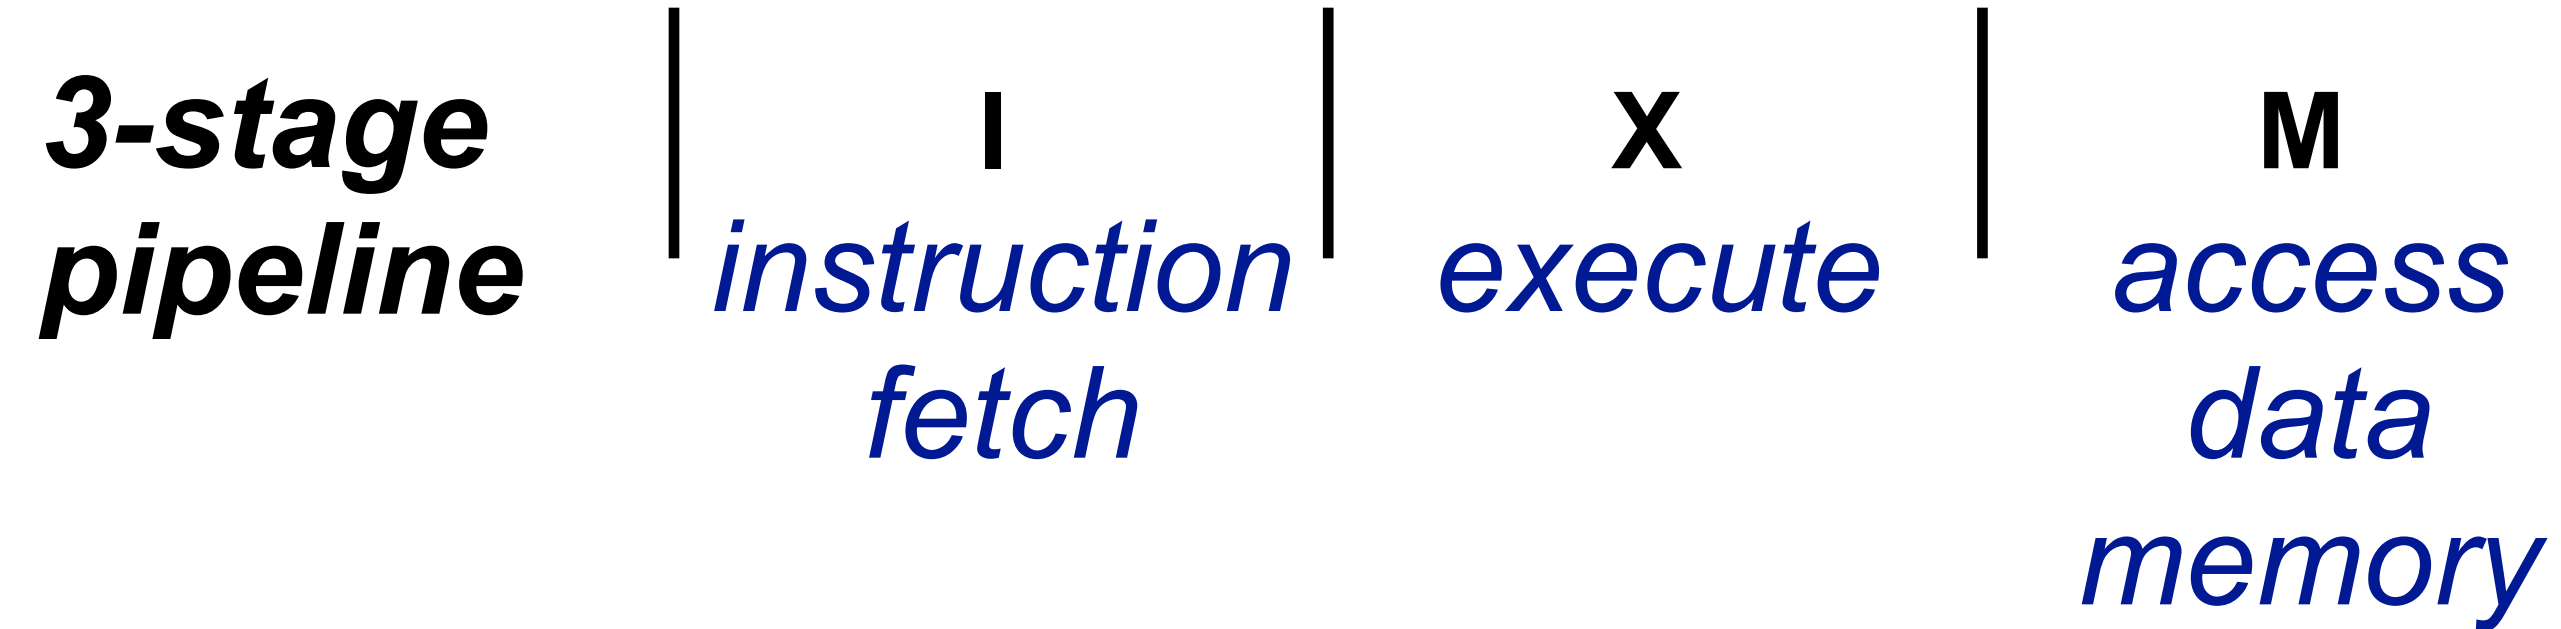 3-stage pipeline
I
instruction
fetch
X
execute
M
access
data
memory